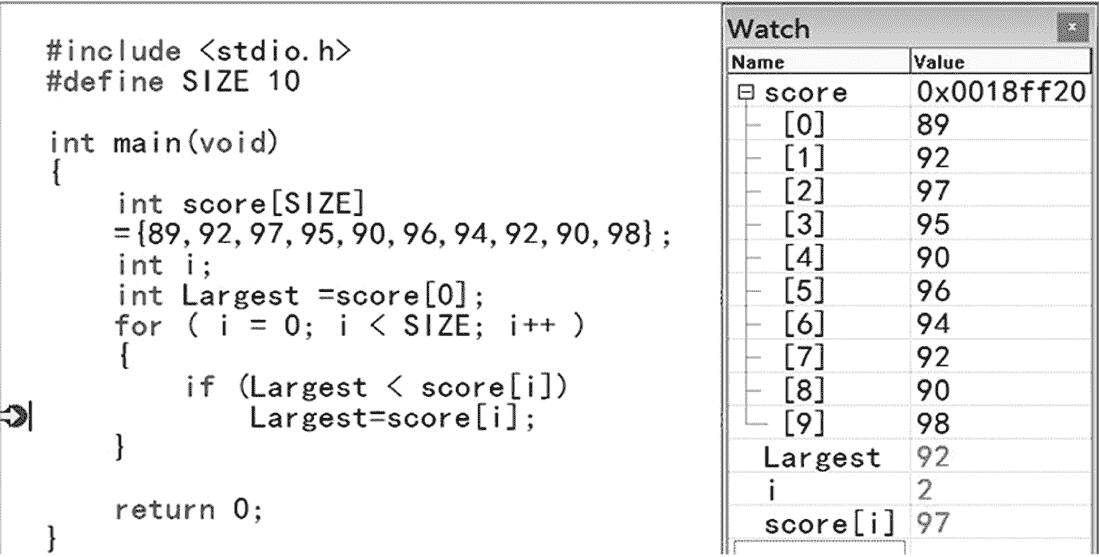 #include <stdio.h>
#define SIZE 10
int main(void)
{
int score[SIZE]
={89,92,97,95,90,96,94,92,90,98};
int i;
int Largest =score[0];
for ( i = 0; i < SIZE; i++ )
{
if (Largest < score[i])
Largest=score[i];
}
return 0;
}
Watch
Name Value
score 0x0018ff20
[0] 89
[1] 92
[2] 97
[3] 95
[4] 90
[5] 96
[6] 94
[7] 92
[8] 90
[9] 98
Largest 92
i 2
score[i] 97